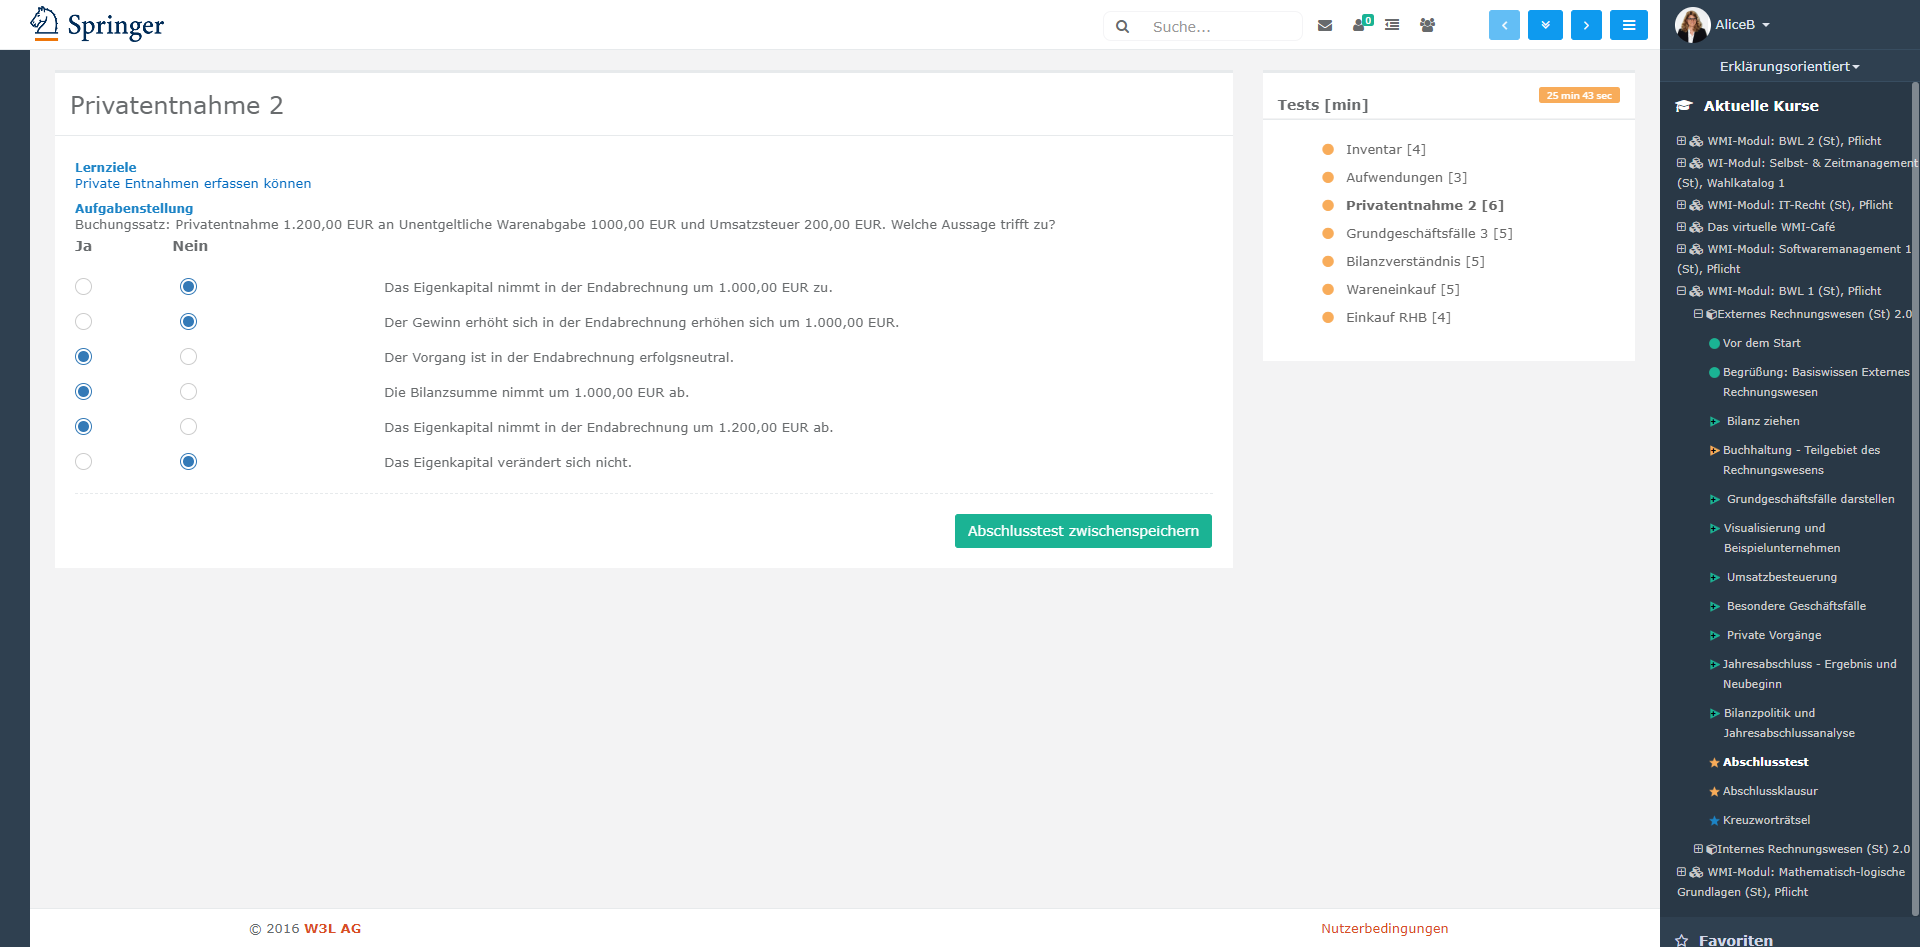 Springer
Suche...
0
AliceB
Erklärungsorientiert
Privatentnahme 2
Lernziele
Private Entnahmen erfassen können
Aufgabenstellung
Buchungssatz: Privatentnahme 1.200,00 EUR an Unentgeltliche Warenabgabe 1000,00 EUR und Umsatzsteuer 200,00 EUR. Welche Aussage trifft zu?
Ja Nein
Das Eigenkapital nimmt in der Endabrechnung um 1.000,00 EUR zu.
Der Gewinn erhöht sich in der Endabrechnung erhöhen sich um 1.000,00 EUR.
Der Vorgang ist in der Endabrechnung erfolgsneutral.
Die Bilanzsumme nimmt um 1.000,00 EUR ab.
Das Eigenkapital nimmt in der Endabrechnung um 1.200,00 EUR ab.
Das Eigenkapital verändert sich nicht.
Abschlusstest zwischenspeichern
Tests [min]
25 min 43 sec
Inventar [4]
Aufwendungen [3]
Privatentnahme 2 [6]
Grundgeschäftsfälle 3 [5]
Bilanzverständnis [5]
Wareneinkauf [5]
Einkauf RHB [4]
Aktuelle Kurse
WMI-Modul: BWL 2 (St), Pflicht
WI-Modul: Selbst- & Zeitmanagement
(St), Wahlkatalog 1
WMI-Modul: IT-Recht (St), Pflicht
Das virtuelle WMI-Café
WMI-Modul: Softwaremanagement 1
(St), Pflicht
WMI-Modul: BWL 1 (St), Pflicht
Externes Rechnungswesen (St) 2.0
Vor dem Start
Begrüßung: Basiswissen Externes
Rechnungswesen
Bilanz ziehen
Buchhaltung - Teilgebiet des
Rechnungswesens
Grundgeschäftsfälle darstellen
Visualisierung und
Beispielunternehmen
Umsatzbesteuerung
Besondere Geschäftsfälle
Private Vorgänge
Jahresabschluss - Ergebnis und
Neubeginn
Bilanzpolitik und
Jahresabschlussanalyse
Abschlusstest
Abschlussklausur
Kreuzworträtsel
Internes Rechnungswesen (St) 2.0
WMI-Modul: Mathematisch-logische
Grundlagen (St), Pflicht
Favoriten
© 2016 W3L AG
Nutzerbedingungen